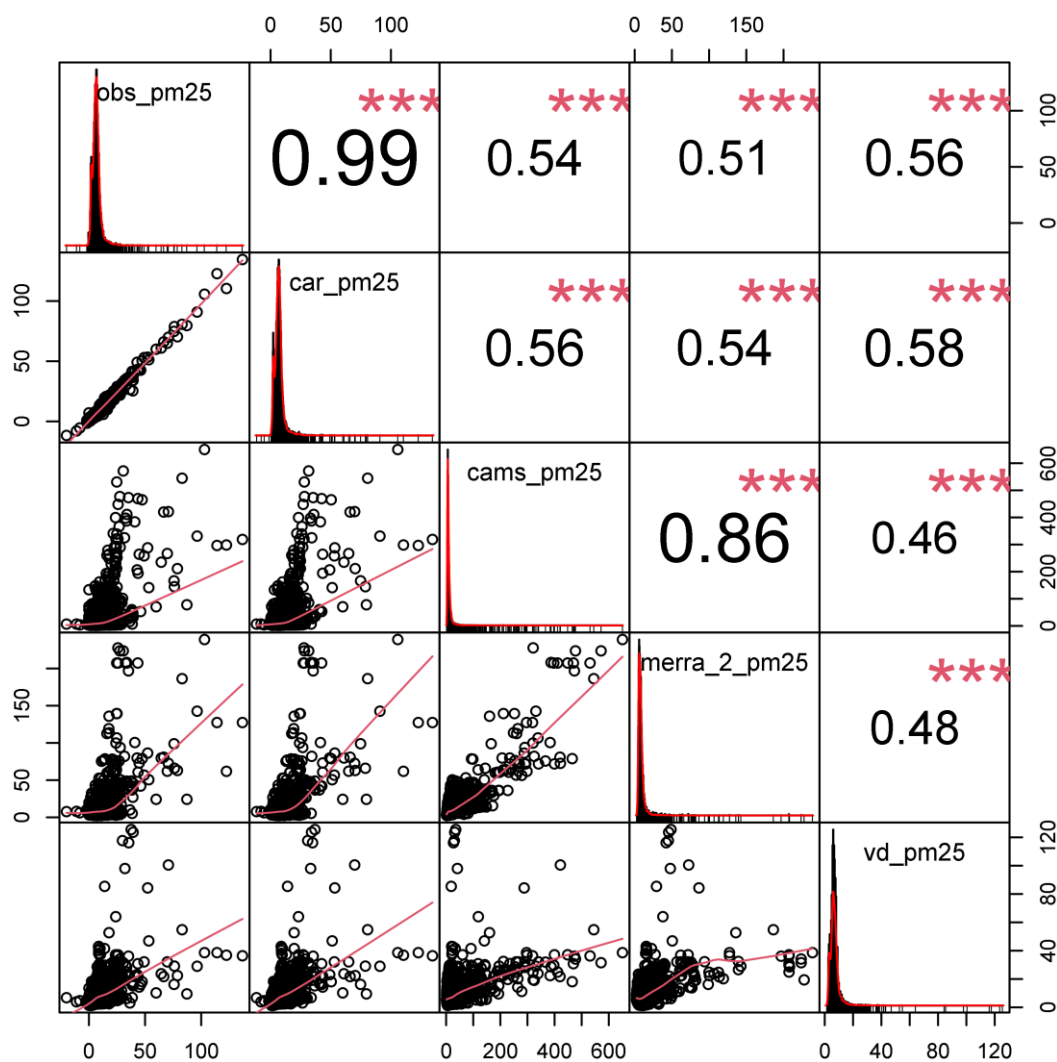 0 50 100 0 50 150
obs_pm25 *** 0.99 *** 0.54 *** 0.51 *** 0.56 0 50 100
0 50 100 car_pm25 *** 0.56 *** 0.54 *** 0.58
cams_pm25 *** 0.86 *** 0.46 0 200 400 600
0 50 150 merra_2_pm25 *** 0.48
vd_pm25 0 40 80 120
0 50 100 0 200 400 600 0 40 80 120